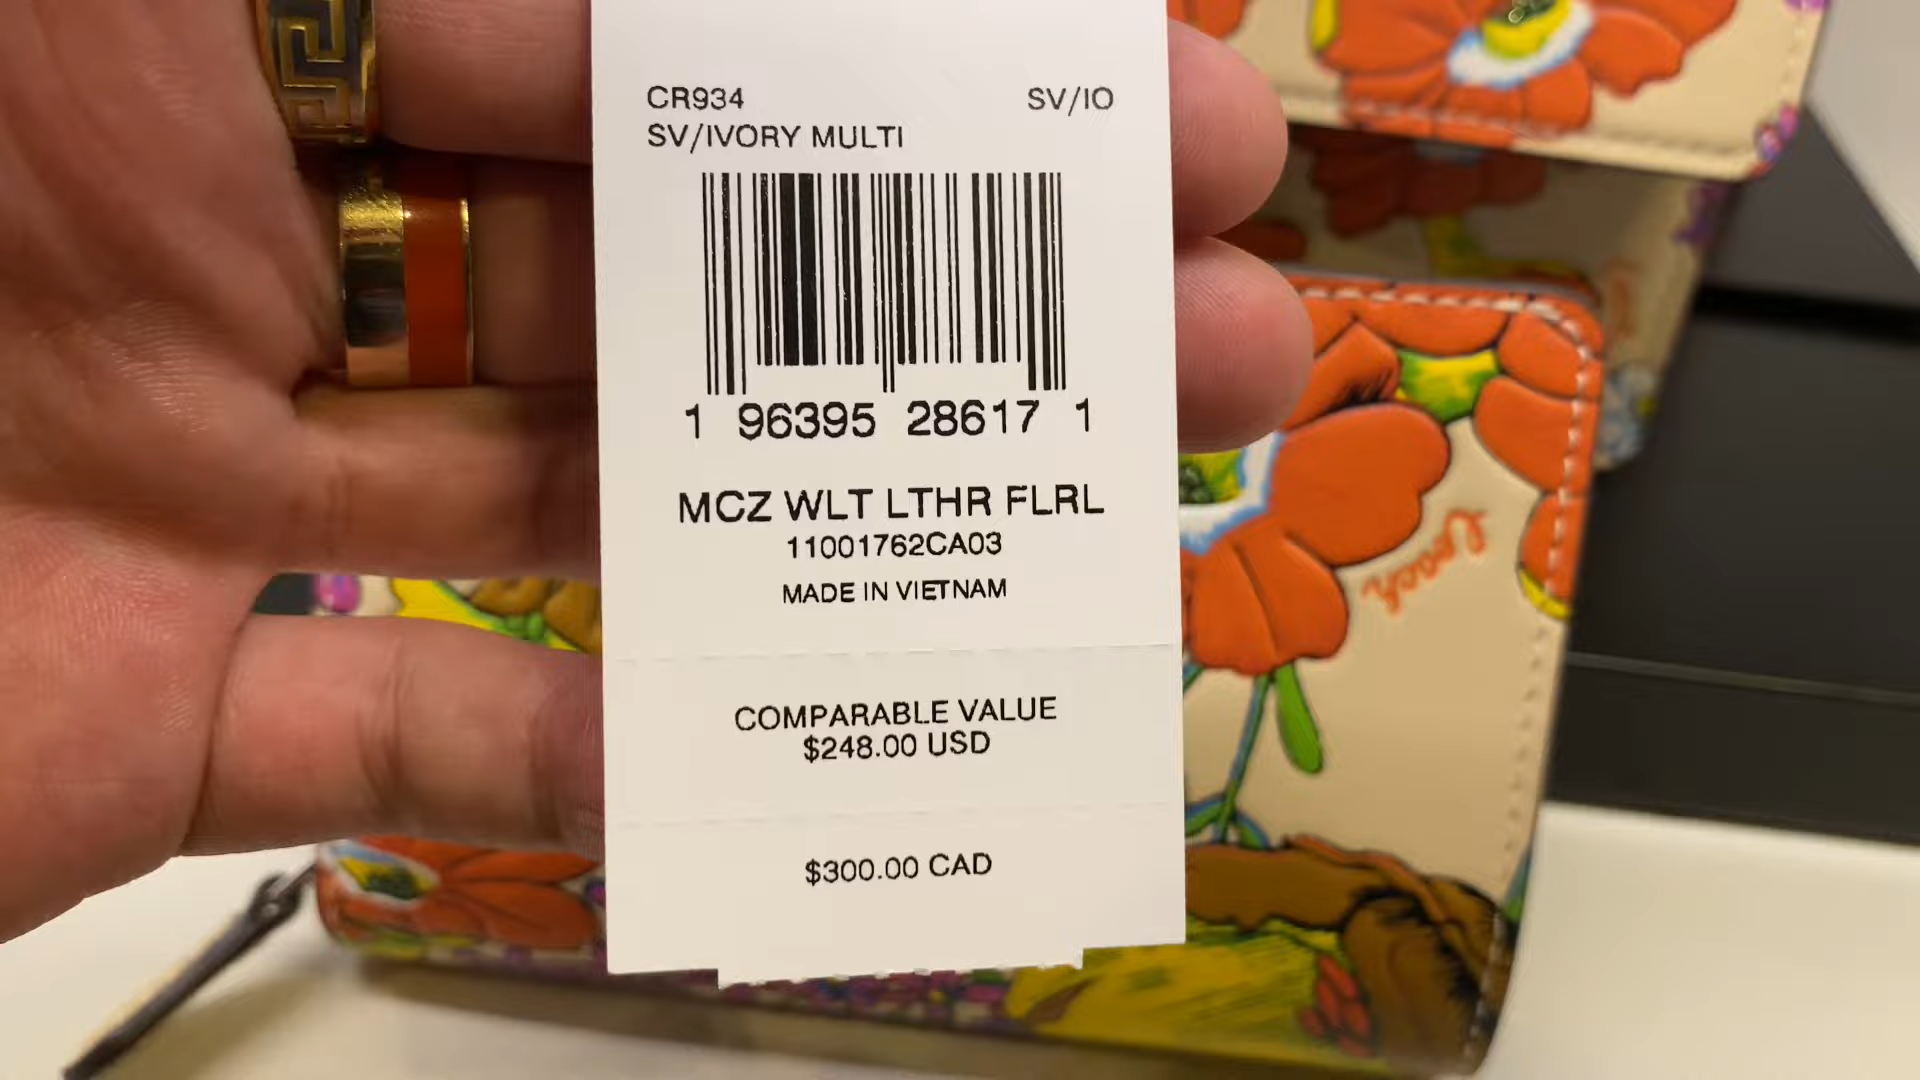 CR934 SV/IO
SV/IVORY MULTI
1 96395 28617 1
MCZ WLT LTHR FLRL
11001762CA03
MADE IN VIETNAM
COMPARABLE VALUE
$248.00 USD
$300.00 CAD
Coach